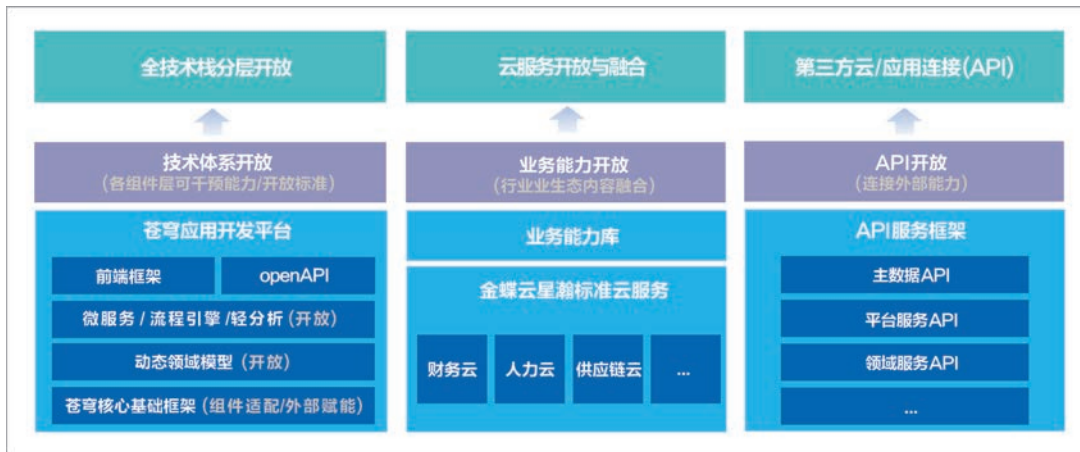 全技术栈分层开放
技术体系开放
(各组件层可干预能力/开放标准)
苍穹应用开发平台
前端框架
openAPI
微服务 / 流程引擎 /轻分析 (开放)
动态领域模型 (开放)
苍穹核心基础框架 (组件适配/外部赋能)
云服务开放与融合
业务能力开放
(行业业生态内容融合)
业务能力库
金蝶云星瀚标准云服务
财务云
人力云
供应链云
...
第三方云/应用连接(API)
API开放
(连接外部能力)
API服务框架
主数据API
平台服务API
领域服务API
...